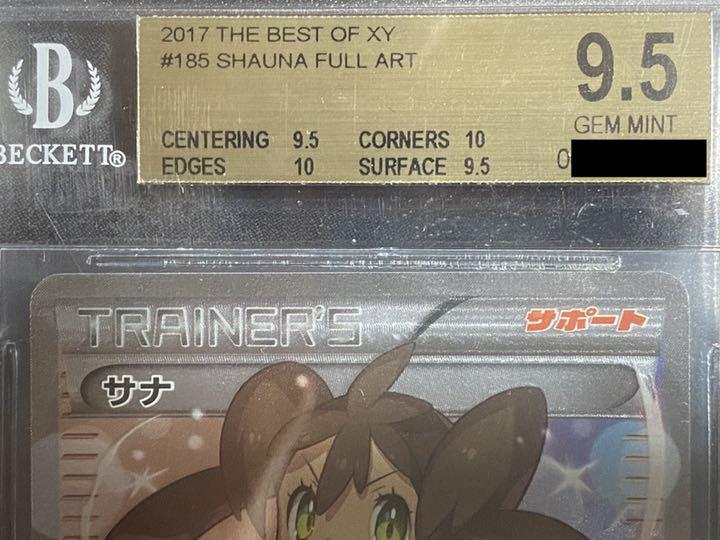 2017 THE BEST OF XY
#185 SHAUNA FULL ART
9.5
GEM MINT
CENTERING 9.5 CORNERS 10
EDGES 10 SURFACE 9.5
0
B
BECKETT®
TRAINER'S
サポート
サナ